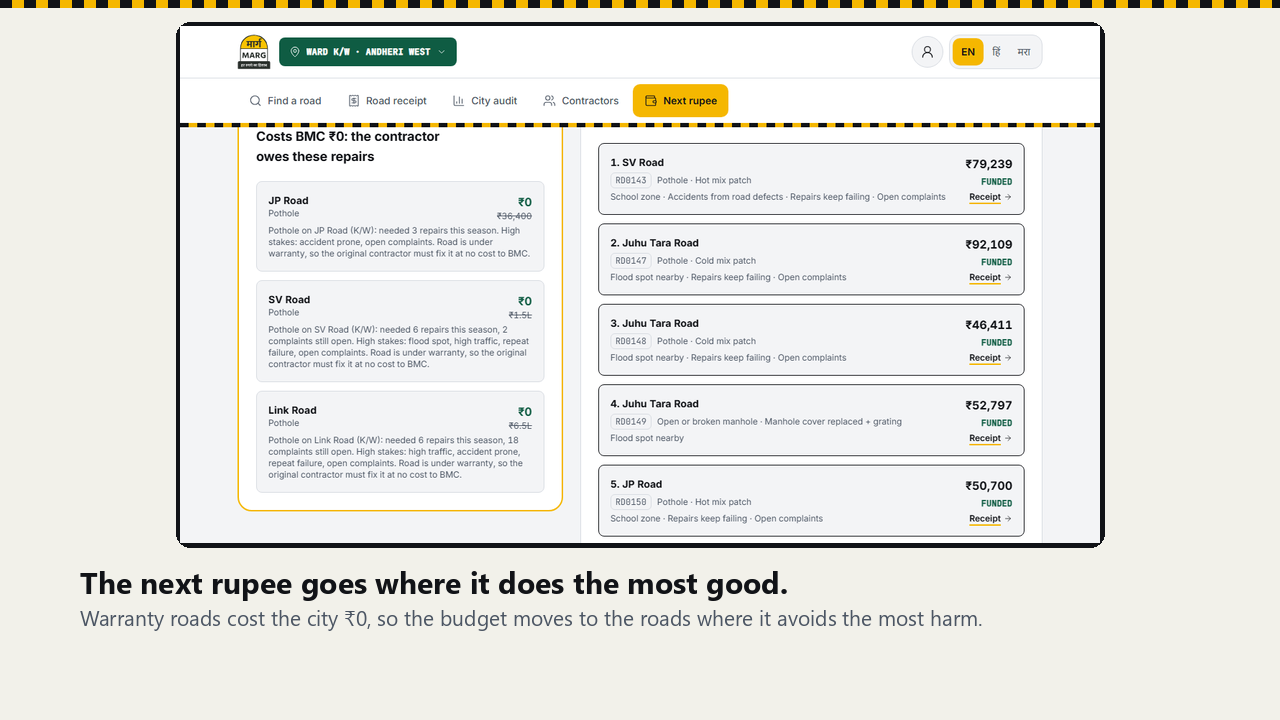 मार्ग
MARG
हर रुपये का हिसाब
WARD K/W · ANDHERI WEST
EN
हिं
मरा
Find a road
Road receipt
City audit
Contractors
Next rupee
Costs BMC ₹0: the contractor
owes these repairs
JP Road
₹0
Pothole
₹36,400
Pothole on JP Road (K/W): needed 3 repairs this season. High
stakes: accident prone, open complaints. Road is under
warranty, so the original contractor must fix it at no cost to BMC.
SV Road
₹0
Pothole
₹1.5L
Pothole on SV Road (K/W): needed 6 repairs this season, 2
complaints still open. High stakes: flood spot, high traffic, repeat
failure, open complaints. Road is under warranty, so the original
contractor must fix it at no cost to BMC.
Link Road
₹0
Pothole
₹6.5L
Pothole on Link Road (K/W): needed 6 repairs this season, 18
complaints still open. High stakes: high traffic, accident prone,
repeat failure, open complaints. Road is under warranty, so the
original contractor must fix it at no cost to BMC.
1. SV Road
₹79,239
RD0143 Pothole · Hot mix patch
FUNDED
School zone · Accidents from road defects · Repairs keep failing · Open complaints
Receipt →
2. Juhu Tara Road
₹92,109
RD0147 Pothole · Cold mix patch
FUNDED
Flood spot nearby · Repairs keep failing · Open complaints
Receipt →
3. Juhu Tara Road
₹46,411
RD0148 Pothole · Cold mix patch
FUNDED
Flood spot nearby · Repairs keep failing · Open complaints
Receipt →
4. Juhu Tara Road
₹52,797
RD0149 Open or broken manhole · Manhole cover replaced + grating
FUNDED
Flood spot nearby
Receipt →
5. JP Road
₹50,700
RD0150 Pothole · Hot mix patch
FUNDED
School zone · Repairs keep failing · Open complaints
Receipt →
The next rupee goes where it does the most good.
Warranty roads cost the city ₹0, so the budget moves to the roads where it avoids the most harm.